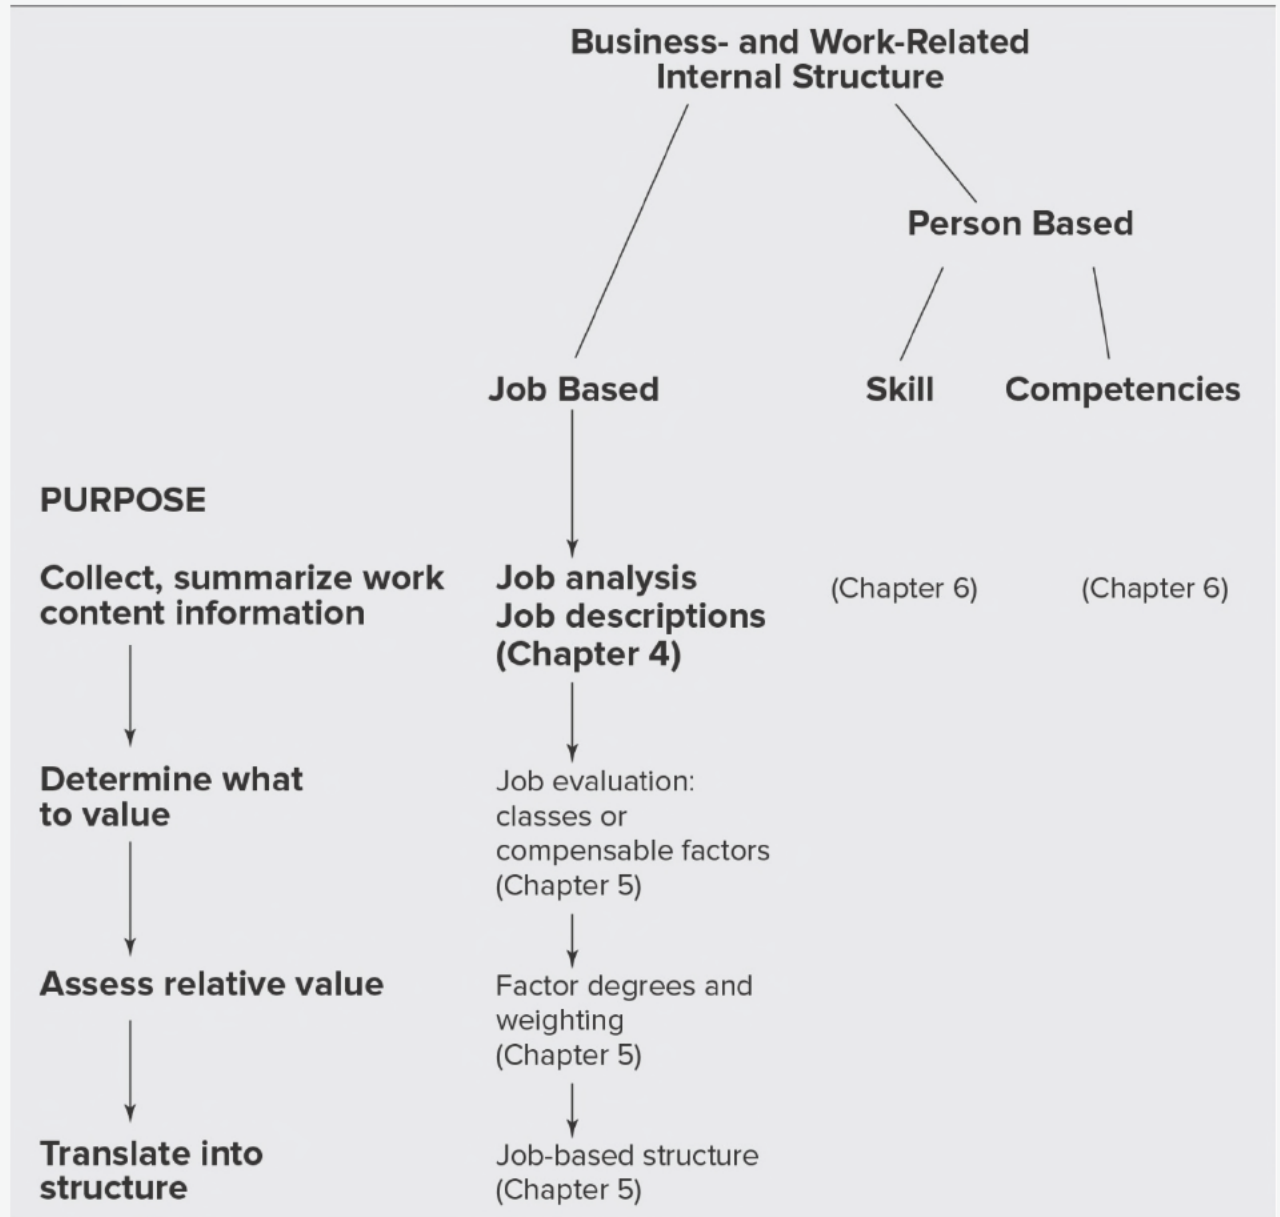 Business- and Work-Related
Internal Structure
Person Based
Job Based
Skill
Competencies
PURPOSE
Collect, summarize work
content information
Job analysis
Job descriptions
(Chapter 4)
(Chapter 6)
(Chapter 6)
Determine what
to value
Job evaluation:
classes or
compensable factors
(Chapter 5)
Assess relative value
Factor degrees and
weighting
(Chapter 5)
Translate into
structure
Job-based structure
(Chapter 5)